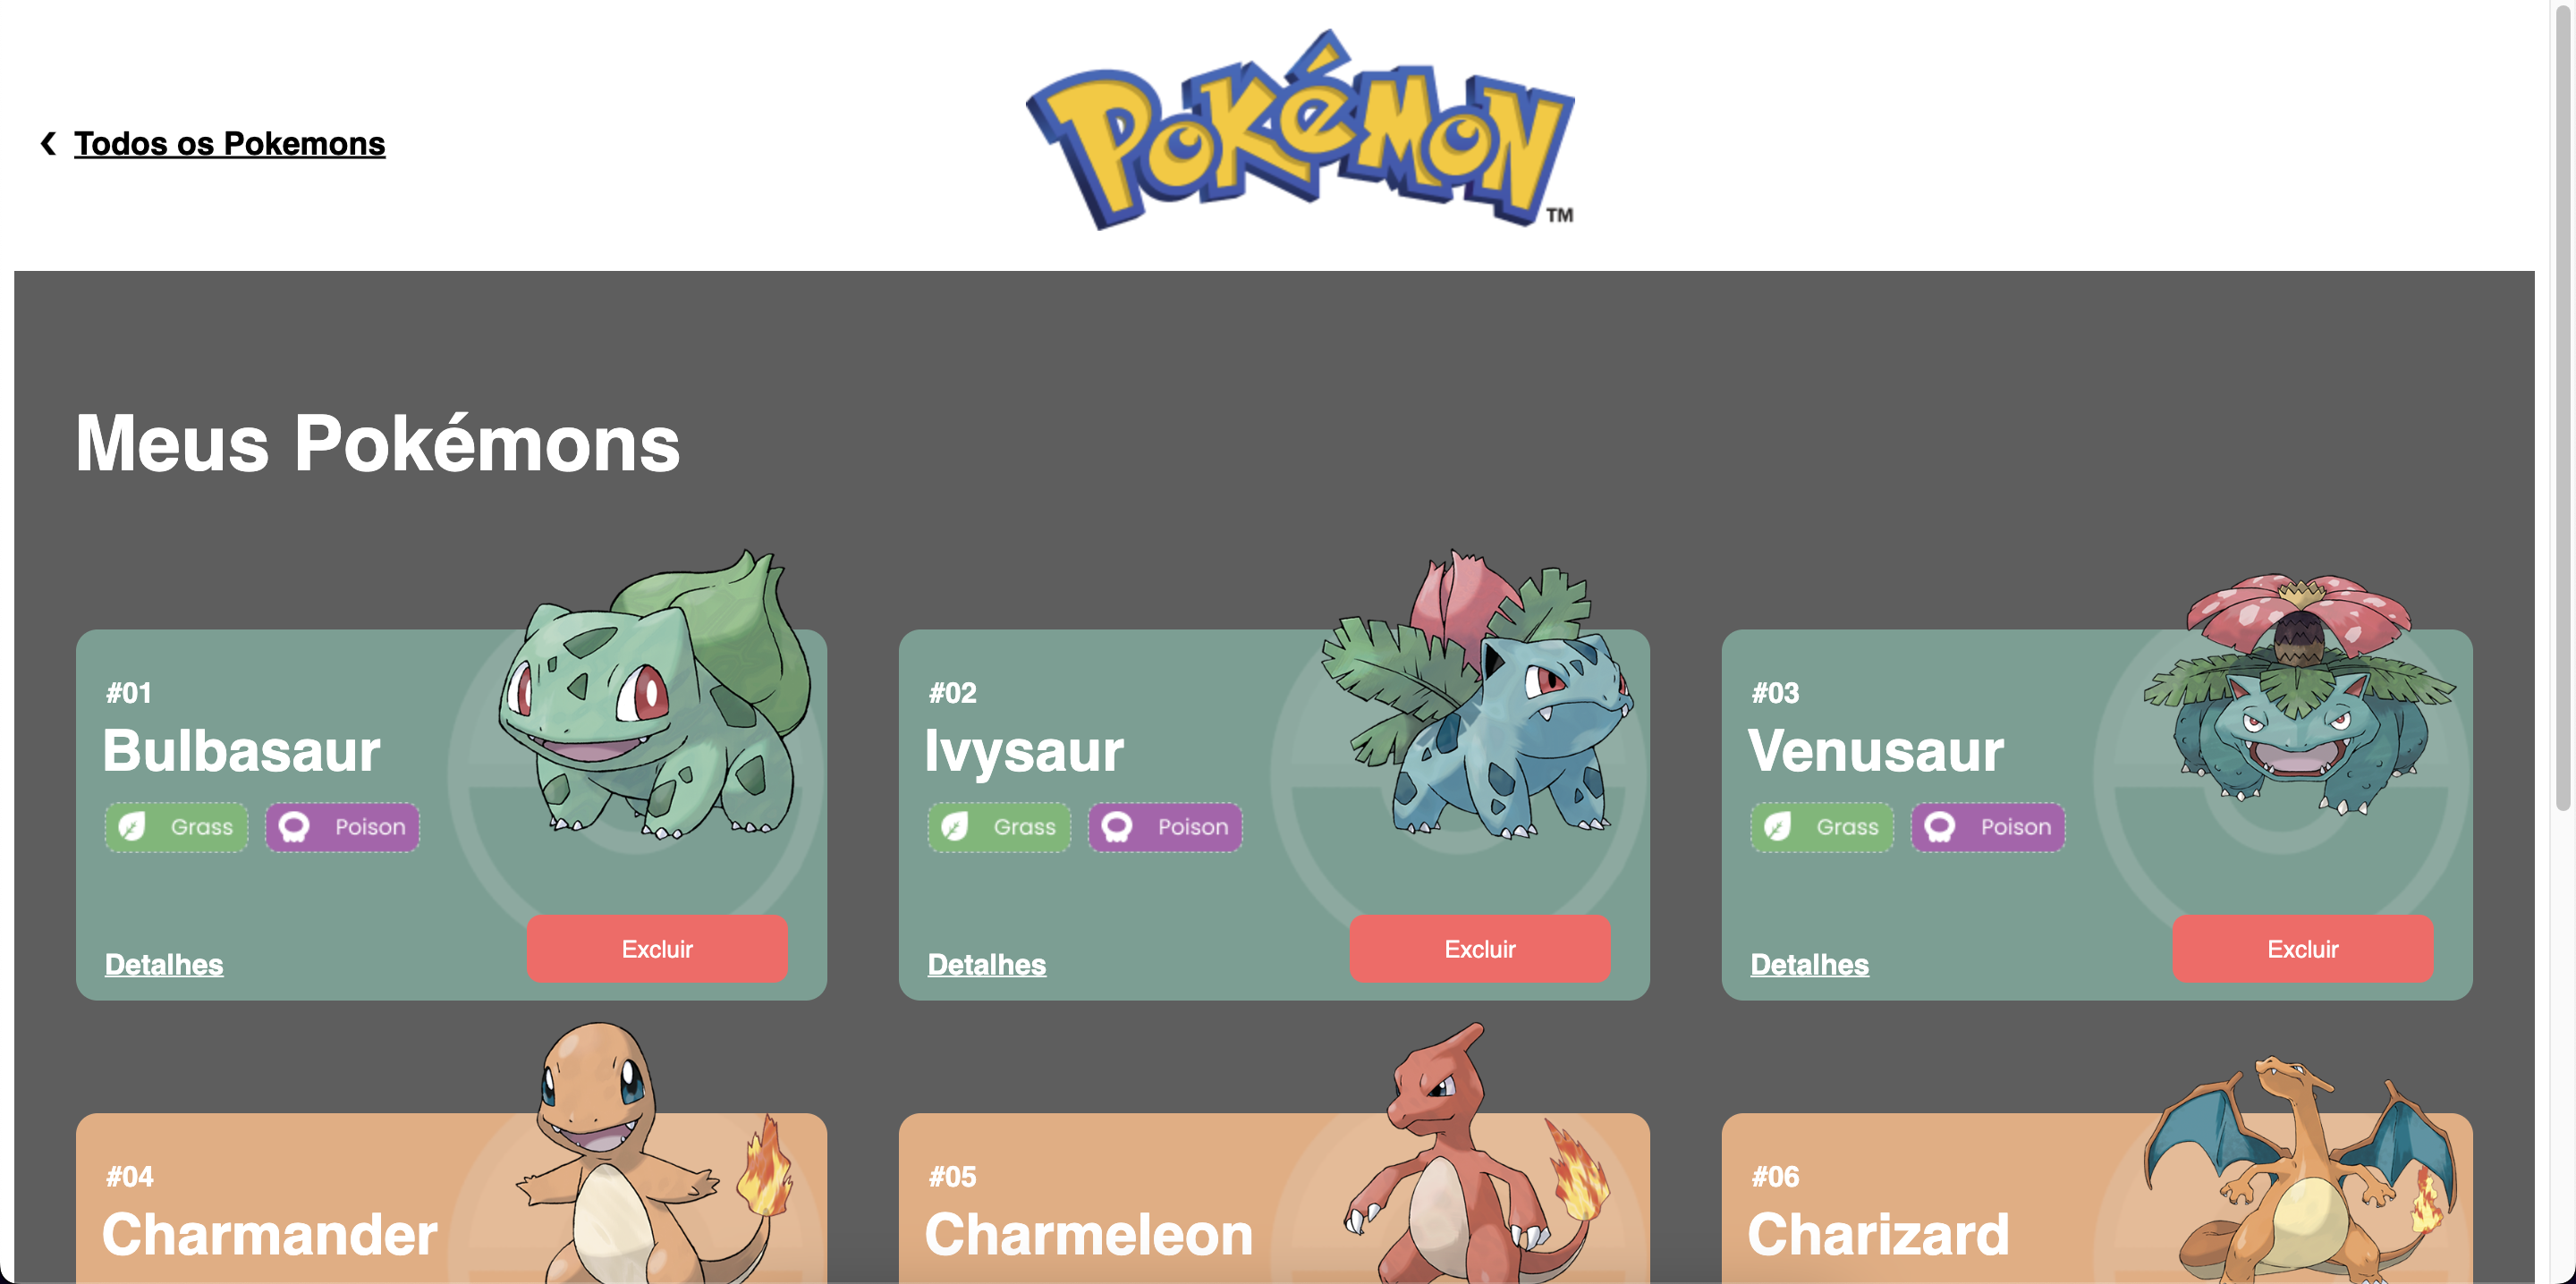 Pokémon TM
Todos os Pokemons
Meus Pokémons
#01
Bulbasaur
Grass Poison
Detalhes
Excluir
#02
Ivysaur
Grass Poison
Detalhes
Excluir
#03
Venusaur
Grass Poison
Detalhes
Excluir
#04
Charmander
#05
Charmeleon
#06
Charizard